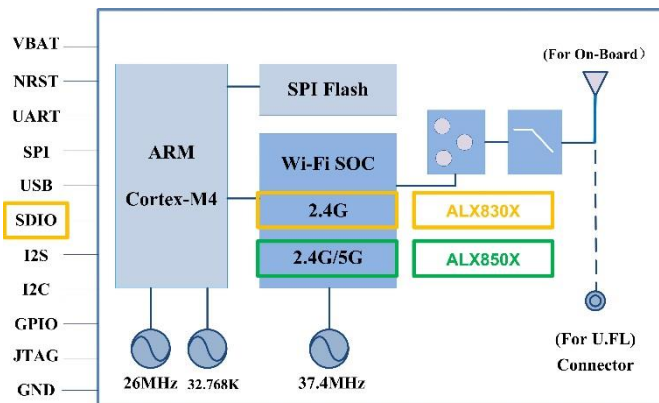 VBAT
NRST
UART
SPI
USB
SDIO
I2S
I2C
GPIO
JTAG
GND
ARM
Cortex-M4
SPI Flash
Wi-Fi SOC
2.4G
2.4G/5G
ALX830X
ALX850X
26MHz
32.768K
37.4MHz
(For On-Board）
(For U.FL)
Connector